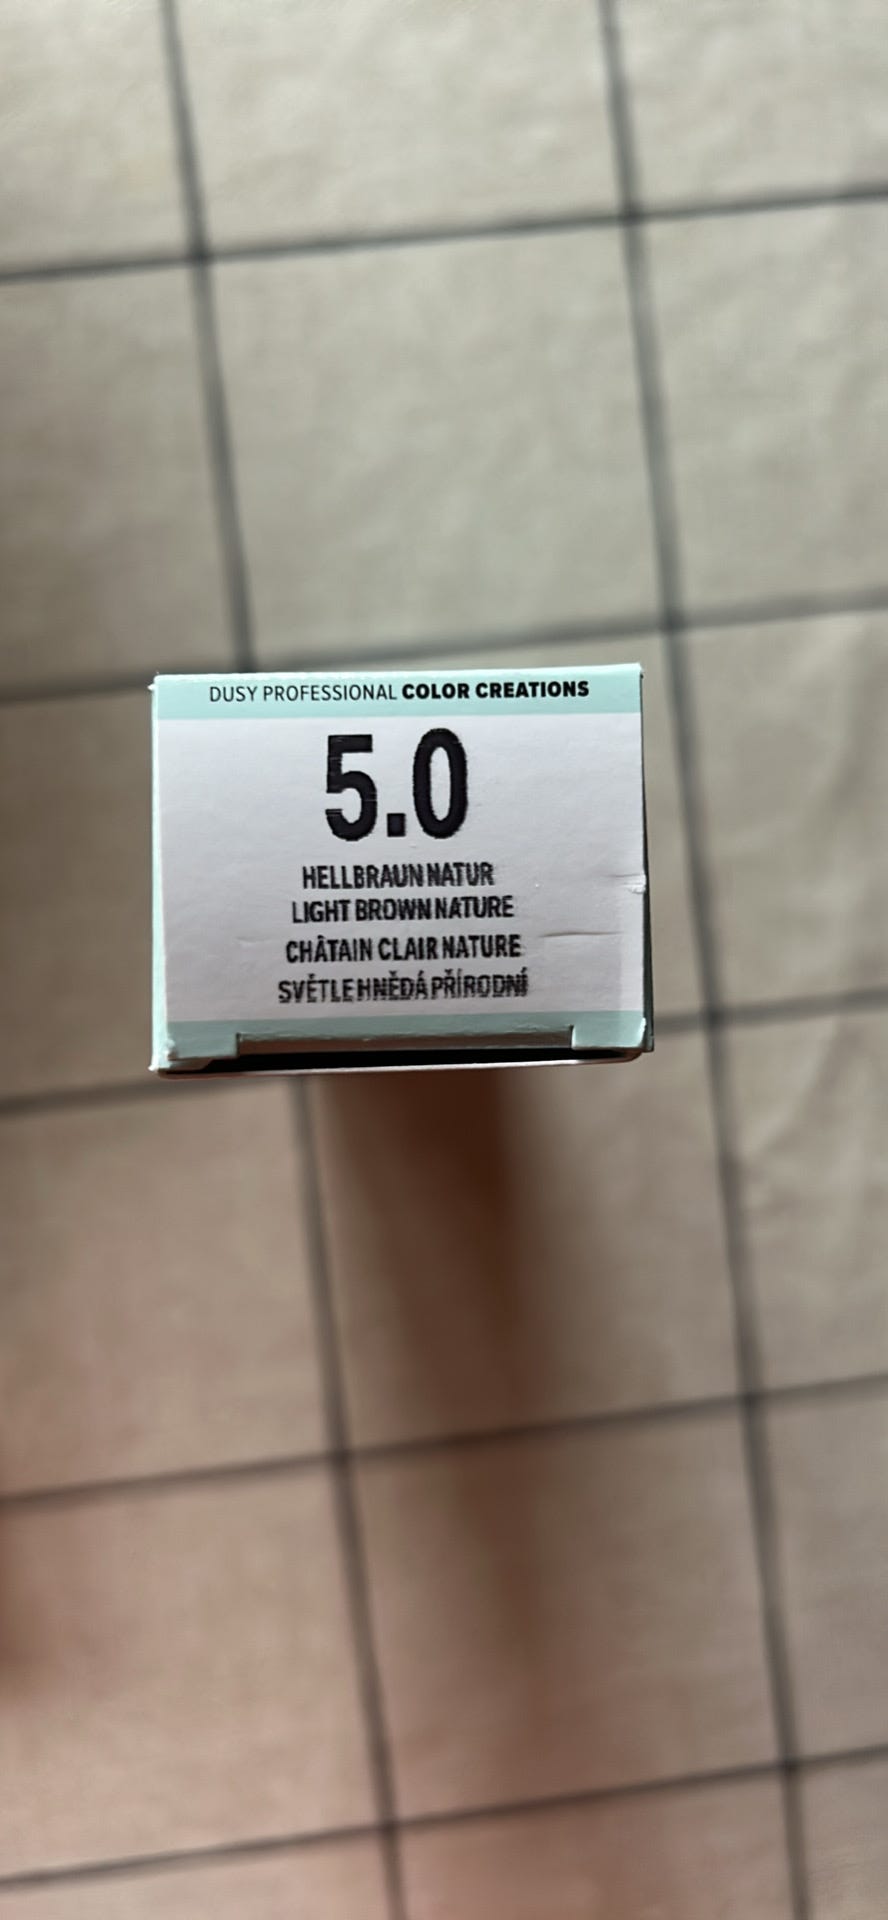 DUSY PROFESSIONAL COLOR CREATIONS
5.0
HELLBRAUN NATUR
LIGHT BROWN NATURE
CHÂTAIN CLAIR NATURE
SVĚTLE HNĚDÁ PŘÍRODNÍ